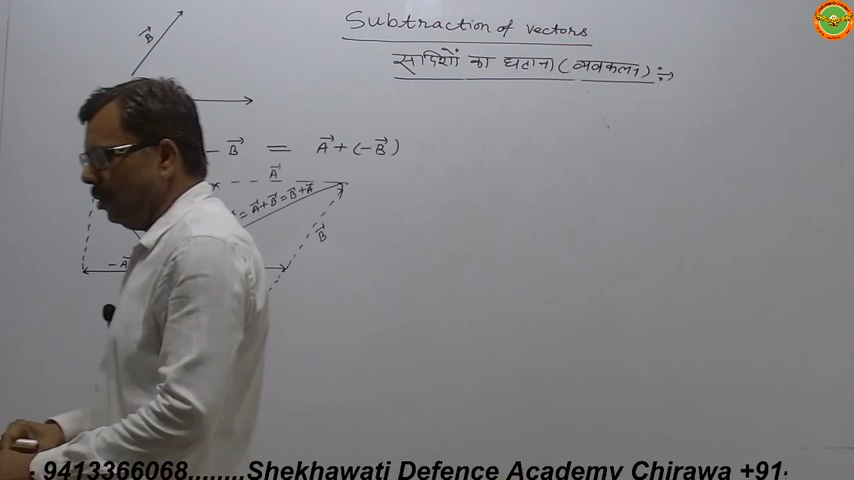 Subtraction of vectors
सदिशों का घटाना (व्यवकलन) :→
B⃗
- B⃗ = A⃗ + (-B⃗)
A⃗
= A⃗ + B⃗ = B⃗ + A⃗
B⃗
-A⃗
9413366068........Shekhawati Defence Academy Chirawa +91